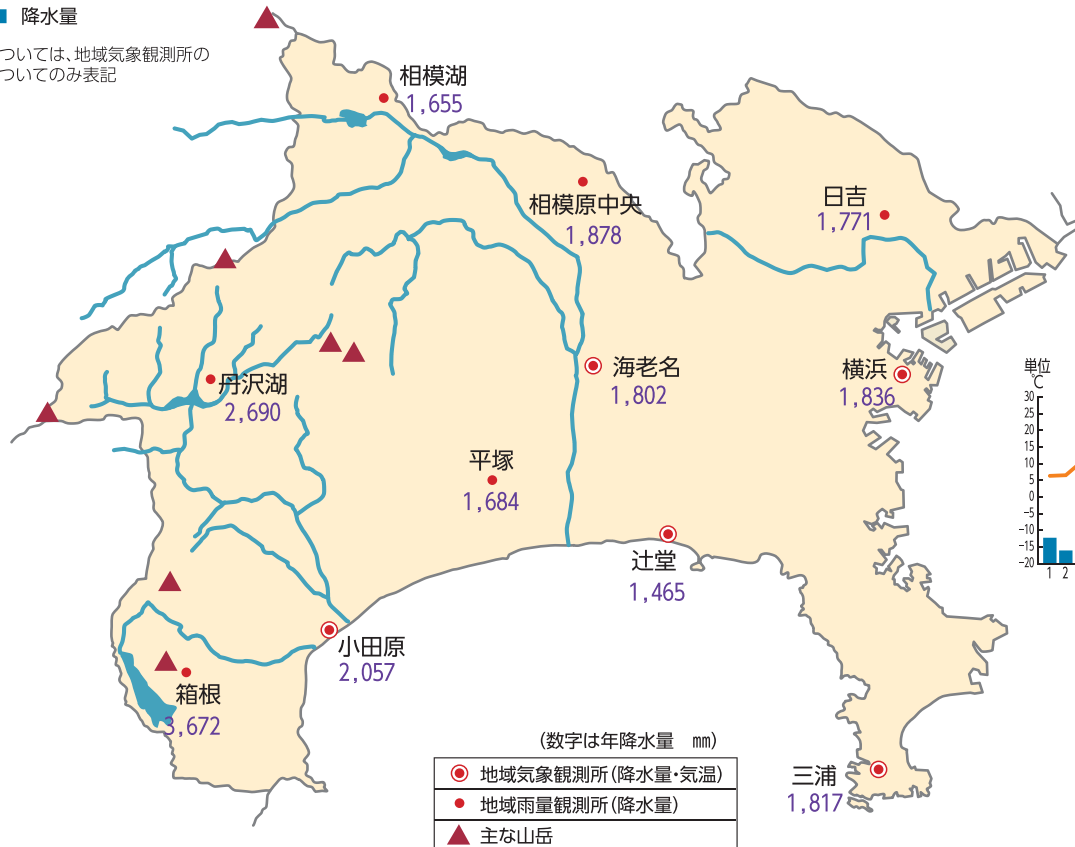 降水量
ついては、地域気象観測所の
ついてのみ表記
相模湖
1,655
相模原中央
1,878
日吉
1,771
丹沢湖
2,690
海老名
1,802
横浜
1,836
平塚
1,684
辻堂
1,465
小田原
2,057
箱根
3,672
三浦
1,817
単位
℃
30
25
20
15
10
5
0
−5
−10
−15
−20
1 2
(数字は年降水量 ㎜)
地域気象観測所(降水量・気温)
地域雨量観測所(降水量)
主な山岳